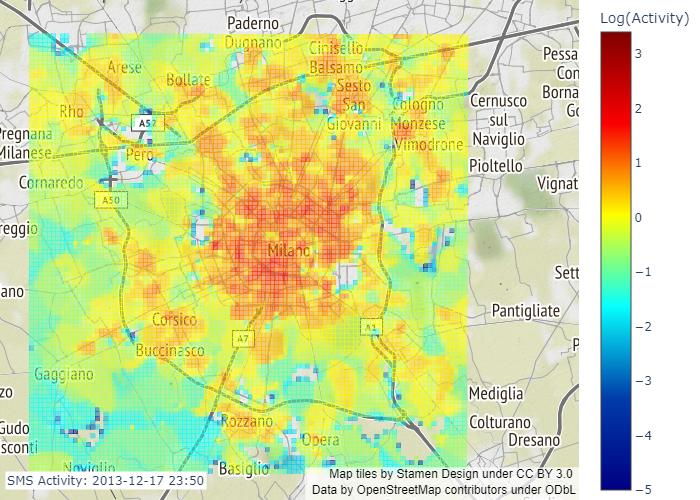 Log(Activity)
3
2
1
0
−1
−2
−3
−4
−5
Paderno
Dugnano
Cinisello
Balsamo
Arese
Bollate
Sesto
San
Giovanni
Rho
A52
Pero
Cologno
Monzese
Vimodrone
Cernusco
sul
Naviglio
Pessa
Con
Borna
Go
Pregnana
Milanese
Pioltello
Cornaredo
A50
Vignat
reggio
Milano
Sett
ano
Pantigliate
Corsico
A7
A1
P
Buccinasco
Gaggiano
zo
Mediglia
Rozzano
Colturano
Gudo
Dresano
sconti
Opera
Noviglio
Basiglio
SMS Activity: 2013-12-17 23:50
Map tiles by Stamen Design under CC BY 3.0
Data by OpenStreetMap contributors under ODbL